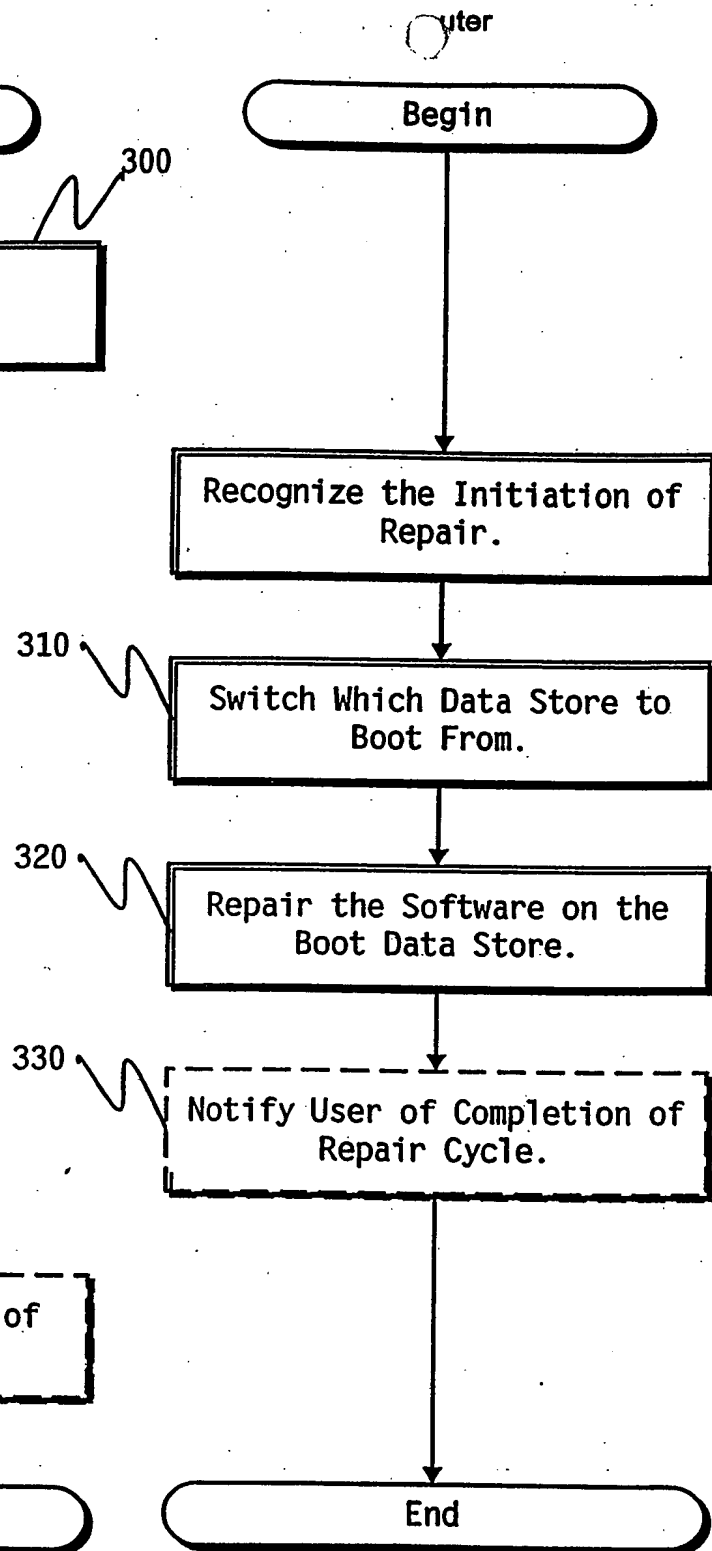 Begin
300
Recognize the Initiation of
Repair.
310
Switch Which Data Store to
Boot From.
320
Repair the Software on the
Boot Data Store.
330
Notify User of Completion of
Repair Cycle.
of
End